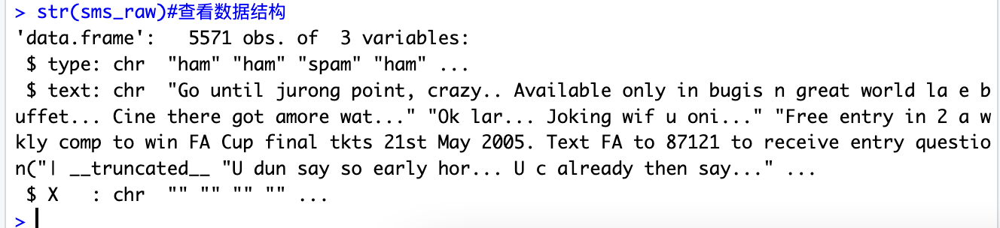 > str(sms_raw)#查看数据结构
'data.frame':   5571 obs. of  3 variables:
 $ type: chr  "ham" "ham" "spam" "ham" ...
 $ text: chr  "Go until jurong point, crazy.. Available only in bugis n great world la e b
uffet... Cine there got amore wat..." "Ok lar... Joking wif u oni..." "Free entry in 2 a w
kly comp to win FA Cup final tkts 21st May 2005. Text FA to 87121 to receive entry questio
n("| __truncated__ "U dun say so early hor... U c already then say..." ...
 $ X   : chr  "" "" "" "" ...
>